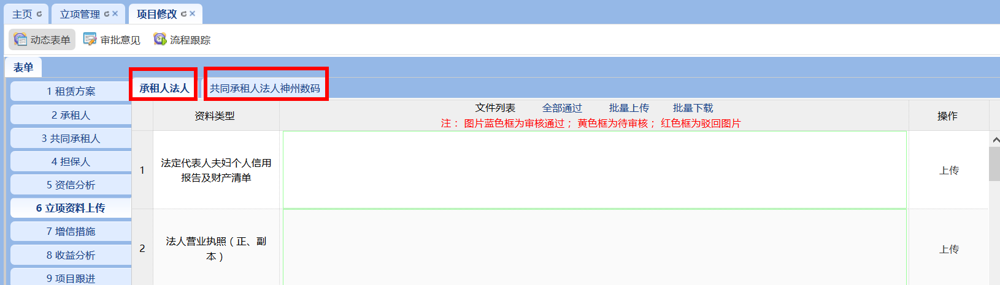 主页
立项管理
项目修改
动态表单
审批意见
流程跟踪
表单
1 租赁方案
2 承租人
3 共同承租人
4 担保人
5 资信分析
6 立项资料上传
7 增信措施
8 收益分析
9 项目跟进
承租人法人
共同承租人法人神州数码
资料类型
文件列表 全部通过 批量上传 批量下载
注： 图片蓝色框为审核通过； 黄色框为待审核； 红色框为驳回图片
操作
1
法定代表人夫妇个人信用
报告及财产清单
上传
2
法人营业执照（正、副
本）
上传